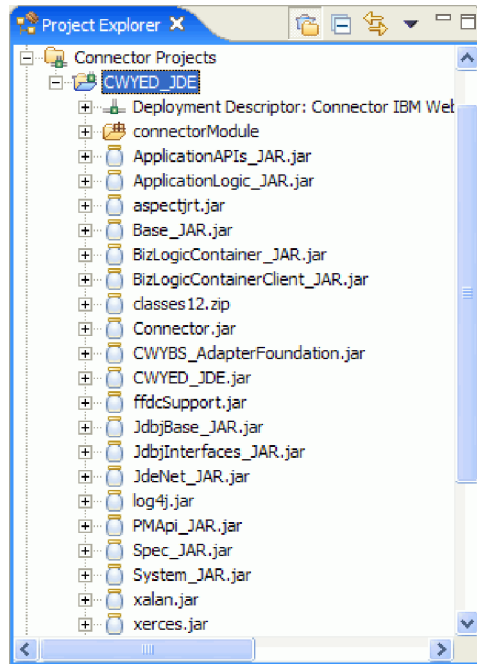 Project Explorer
Connector Projects
CWYED_JDE
Deployment Descriptor: Connector IBM Web
connectorModule
ApplicationAPIs_JAR.jar
ApplicationLogic_JAR.jar
aspectjrt.jar
Base_JAR.jar
BizLogicContainer_JAR.jar
BizLogicContainerClient_JAR.jar
classes12.zip
Connector.jar
CWYBS_AdapterFoundation.jar
CWYED_JDE.jar
ffdcSupport.jar
JdbjBase_JAR.jar
JdbjInterfaces_JAR.jar
JdeNet_JAR.jar
log4j.jar
PMApi_JAR.jar
Spec_JAR.jar
System_JAR.jar
xalan.jar
xerces.jar